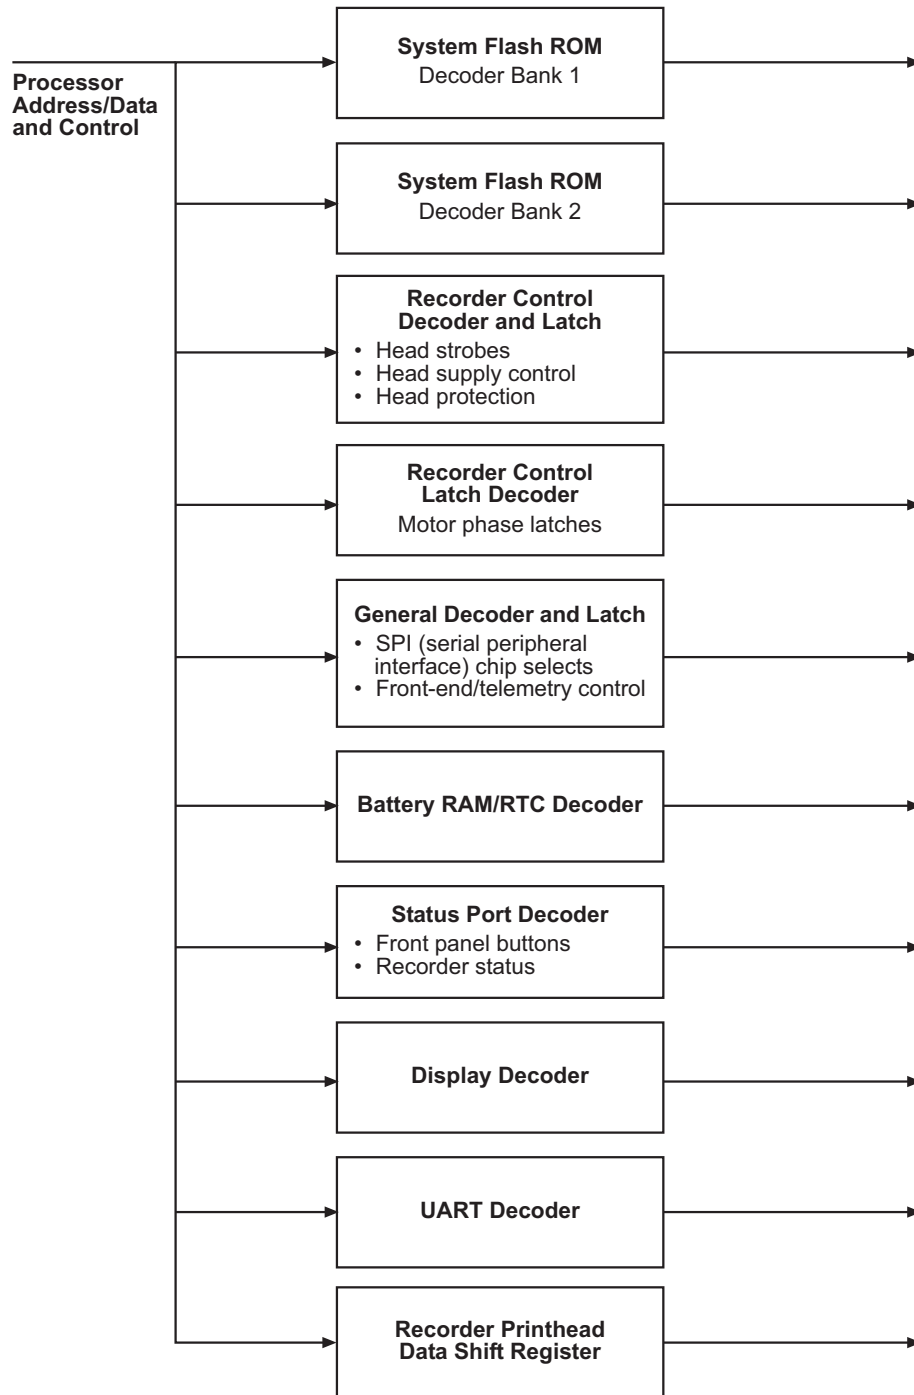 System Flash ROM
Decoder Bank 1
Processor
Address/Data
and Control
System Flash ROM
Decoder Bank 2
Recorder Control
Decoder and Latch
• Head strobes
• Head supply control
• Head protection
Recorder Control
Latch Decoder
Motor phase latches
General Decoder and Latch
• SPI (serial peripheral
interface) chip selects
• Front-end/telemetry control
Battery RAM/RTC Decoder
Status Port Decoder
• Front panel buttons
• Recorder status
Display Decoder
UART Decoder
Recorder Printhead
Data Shift Register